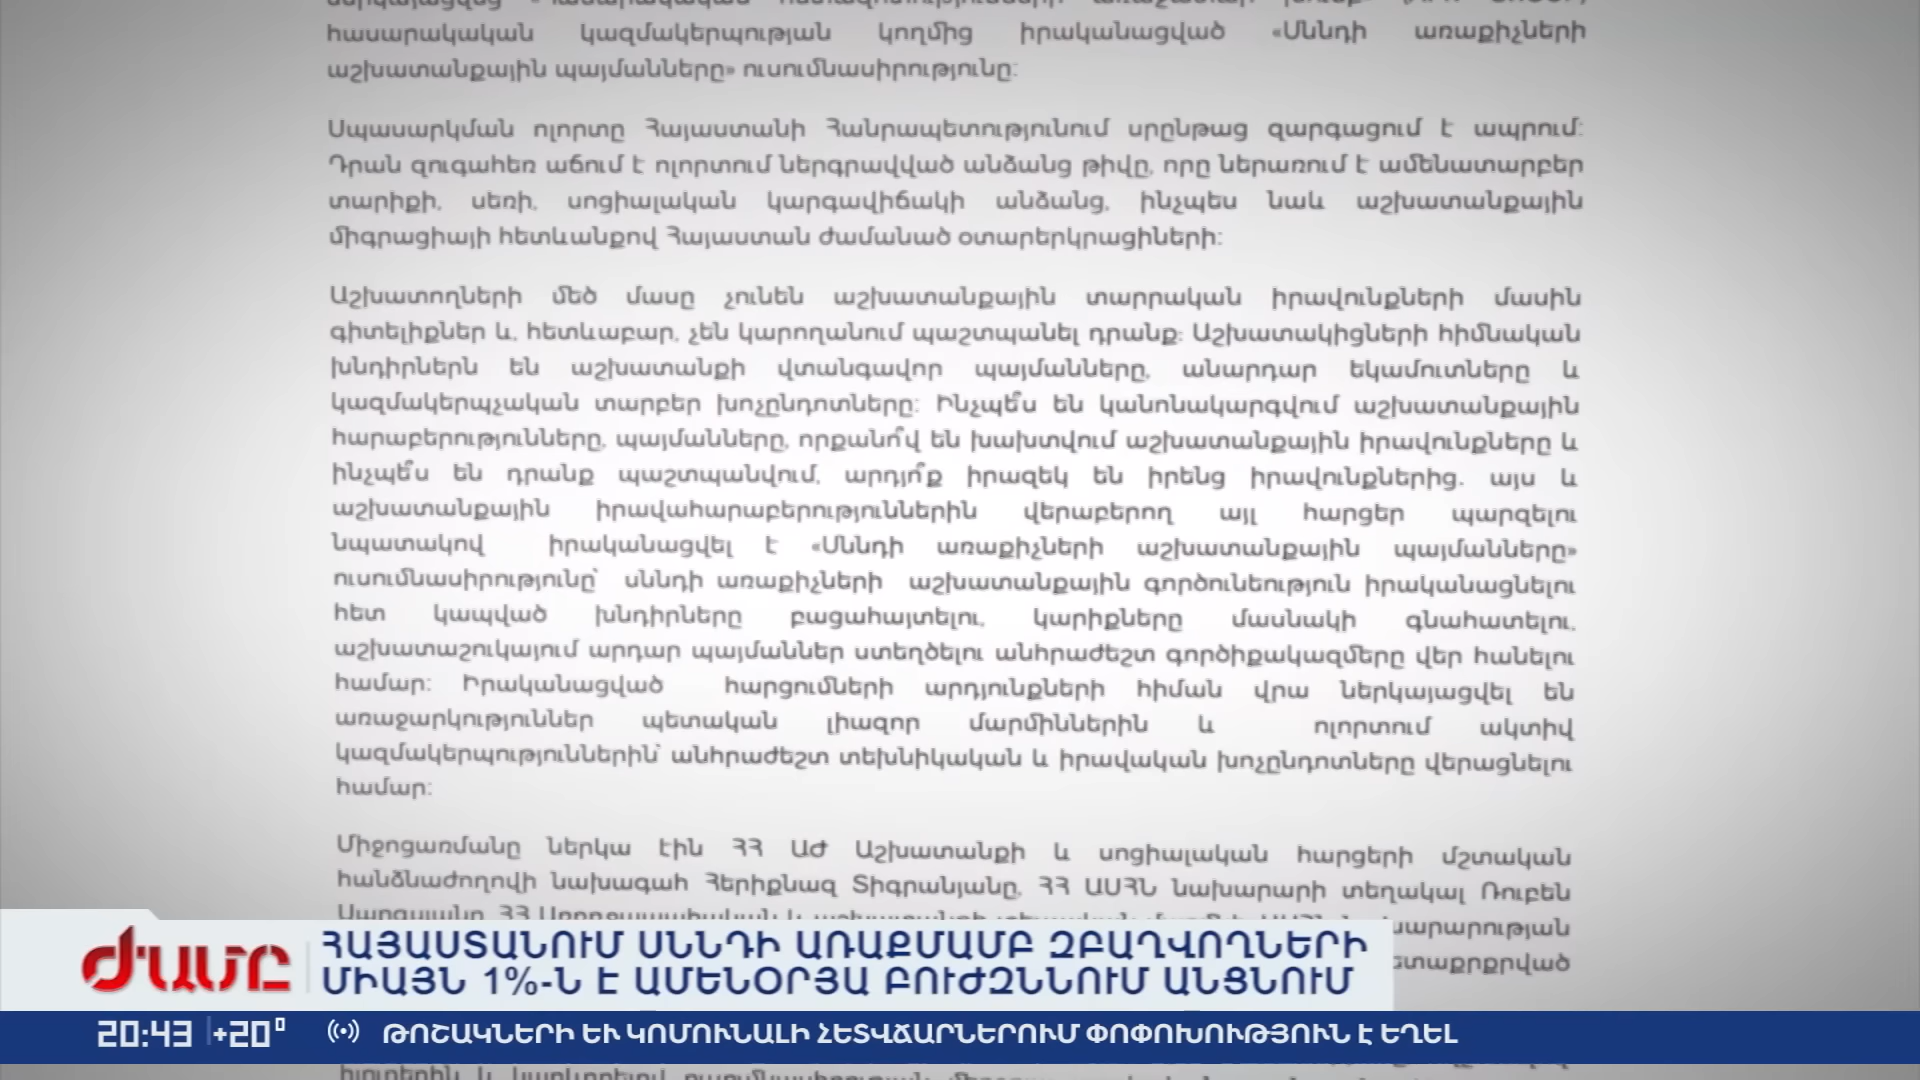 հասարակական կազմակերպության կողմից իրականացված «Սննդի առաքիչների
աշխատանքային պայմանները» ուսումնասիրությունը:
Սպասարկման ոլորտը Հայաստանի Հանրապետությունում սրընթաց զարգացում է ապրում:
Դրան զուգահեռ աճում է ոլորտում ներգրավված անձանց թիվը, որը ներառում է ամենատարբեր
տարիքի, սեռի, սոցիալական կարգավիճակի անձանց, ինչպես նաև աշխատանքային
միգրացիայի հետևանքով Հայաստան ժամանած օտարերկրացիների:
Աշխատողների մեծ մասը չունեն աշխատանքային տարրական իրավունքների մասին
գիտելիքներ և, հետևաբար, չեն կարողանում պաշտպանել դրանք: Աշխատակիցների հիմնական
խնդիրներն են աշխատանքի վտանգավոր պայմանները, անարդար եկամուտները և
կազմակերպչական տարբեր խոչընդոտները: Ինչպե՞ս են կանոնակարգվում աշխատանքային
հարաբերությունները, պայմանները, որքանո՞վ են խախտվում աշխատանքային իրավունքները և
ինչպե՞ս են դրանք պաշտպանվում, արդյո՞ք իրազեկ են իրենց իրավունքներից. այս և
աշխատանքային իրավահարաբերություններին վերաբերող այլ հարցեր պարզելու
նպատակով իրականացվել է «Սննդի առաքիչների աշխատանքային պայմանները»
ուսումնասիրությունը՝ սննդի առաքիչների աշխատանքային գործունեություն իրականացնելու
հետ կապված խնդիրները բացահայտելու, կարիքները մասնակի գնահատելու,
աշխատաշուկայում արդար պայմաններ ստեղծելու անհրաժեշտ գործիքակազմերը վեր հանելու
համար: Իրականացված հարցումների արդյունքների հիման վրա ներկայացվել են
առաջարկություններ պետական լիազոր մարմիններին և ոլորտում ակտիվ
կազմակերպություններին՝ անհրաժեշտ տեխնիկական և իրավական խոչընդոտները վերացնելու
համար:
Միջոցառմանը ներկա էին ՀՀ ԱԺ Աշխատանքի և սոցիալական հարցերի մշտական
հանձնաժողովի նախագահ Հերիքնազ Տիգրանյանը, ՀՀ ԱՍՀՆ նախարարի տեղակալ Ռուբեն
ԺԱՄԸ
ՀԱՅԱՍՏԱՆՈՒՄ ՍՆՆԴԻ ԱՌԱՔՄԱՄԲ ԶԲԱՂՎՈՂՆԵՐԻ
ՄԻԱՅՆ 1%-Ն Է ԱՄԵՆՕՐՅԱ ԲՈՒԺԶՆՆՈՒՄ ԱՆՑՆՈՒՄ
20:43 +20° ԹՈՇԱԿՆԵՐԻ ԵՒ ԿՈՄՈՒՆԱԼԻ ՀԵՏՎՃԱՐՆԵՐՈՒՄ ՓՈՓՈԽՈՒԹՅՈՒՆ է ԵՂԵԼ